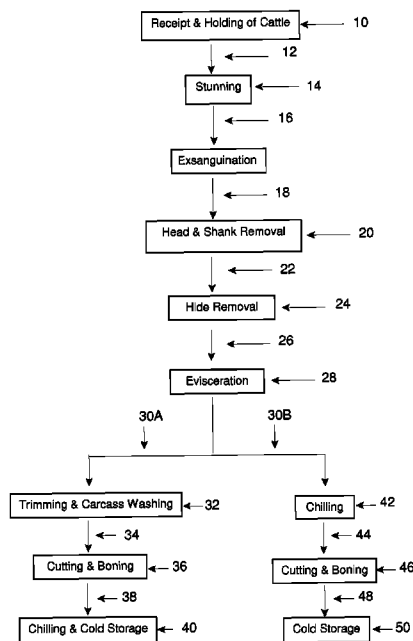 Receipt & Holding of Cattle 10
12
Stunning 14
16
Exsanguination
18
Head & Shank Removal 20
22
Hide Removal 24
26
Evisceration 28
30A 30B
Trimming & Carcass Washing 32 Chilling 42
34 44
Cutting & Boning 36 Cutting & Boning 46
38 48
Chilling & Cold Storage 40 Cold Storage 50